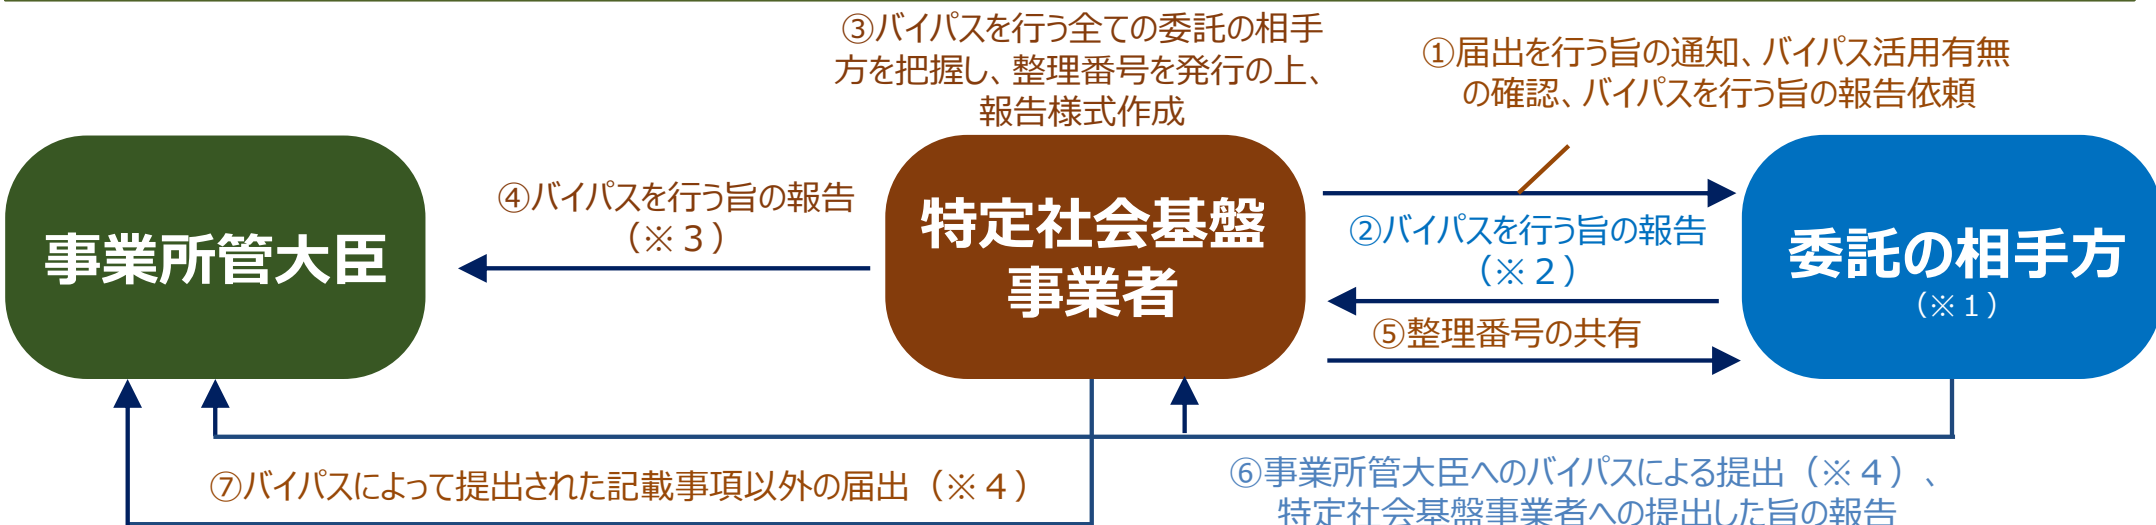 ③バイパスを行う全ての委託の相手
方を把握し、整理番号を発行の上、
報告様式作成
①届出を行う旨の通知、バイパス活用有無
の確認、バイパスを行う旨の報告依頼
事業所管大臣
④バイパスを行う旨の報告
（※３）
特定社会基盤
事業者
②バイパスを行う旨の報告
（※２）
⑤整理番号の共有
委託の相手方
（※１）
⑦バイパスによって提出された記載事項以外の届出（※４）
⑥事業所管大臣へのバイパスによる提出（※４）、
特定社会基盤事業者への提出した旨の報告